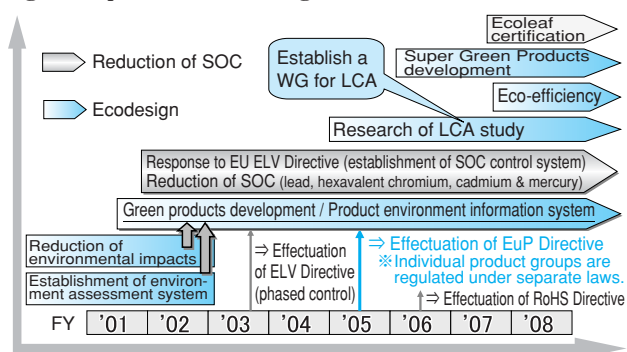 Ecoleaf
certification
Super Green Products
development
Eco-efficiency
Establish a
WG for LCA
Reduction of SOC
Ecodesign
Research of LCA study
Response to EU ELV Directive (establishment of SOC control system)
Reduction of SOC (lead, hexavalent chromium, cadmium & mercury)
Green products development / Product environment information system
Reduction of
environmental impacts
Establishment of environ-
ment assessment system
⇒ Effectuation
of ELV Directive
(phased control)
⇒ Effectuation of EuP Directive
※Individual product groups are
regulated under separate laws.
⇒ Effectuation of RoHS Directive
FY '01 '02 '03 '04 '05 '06 '07 '08